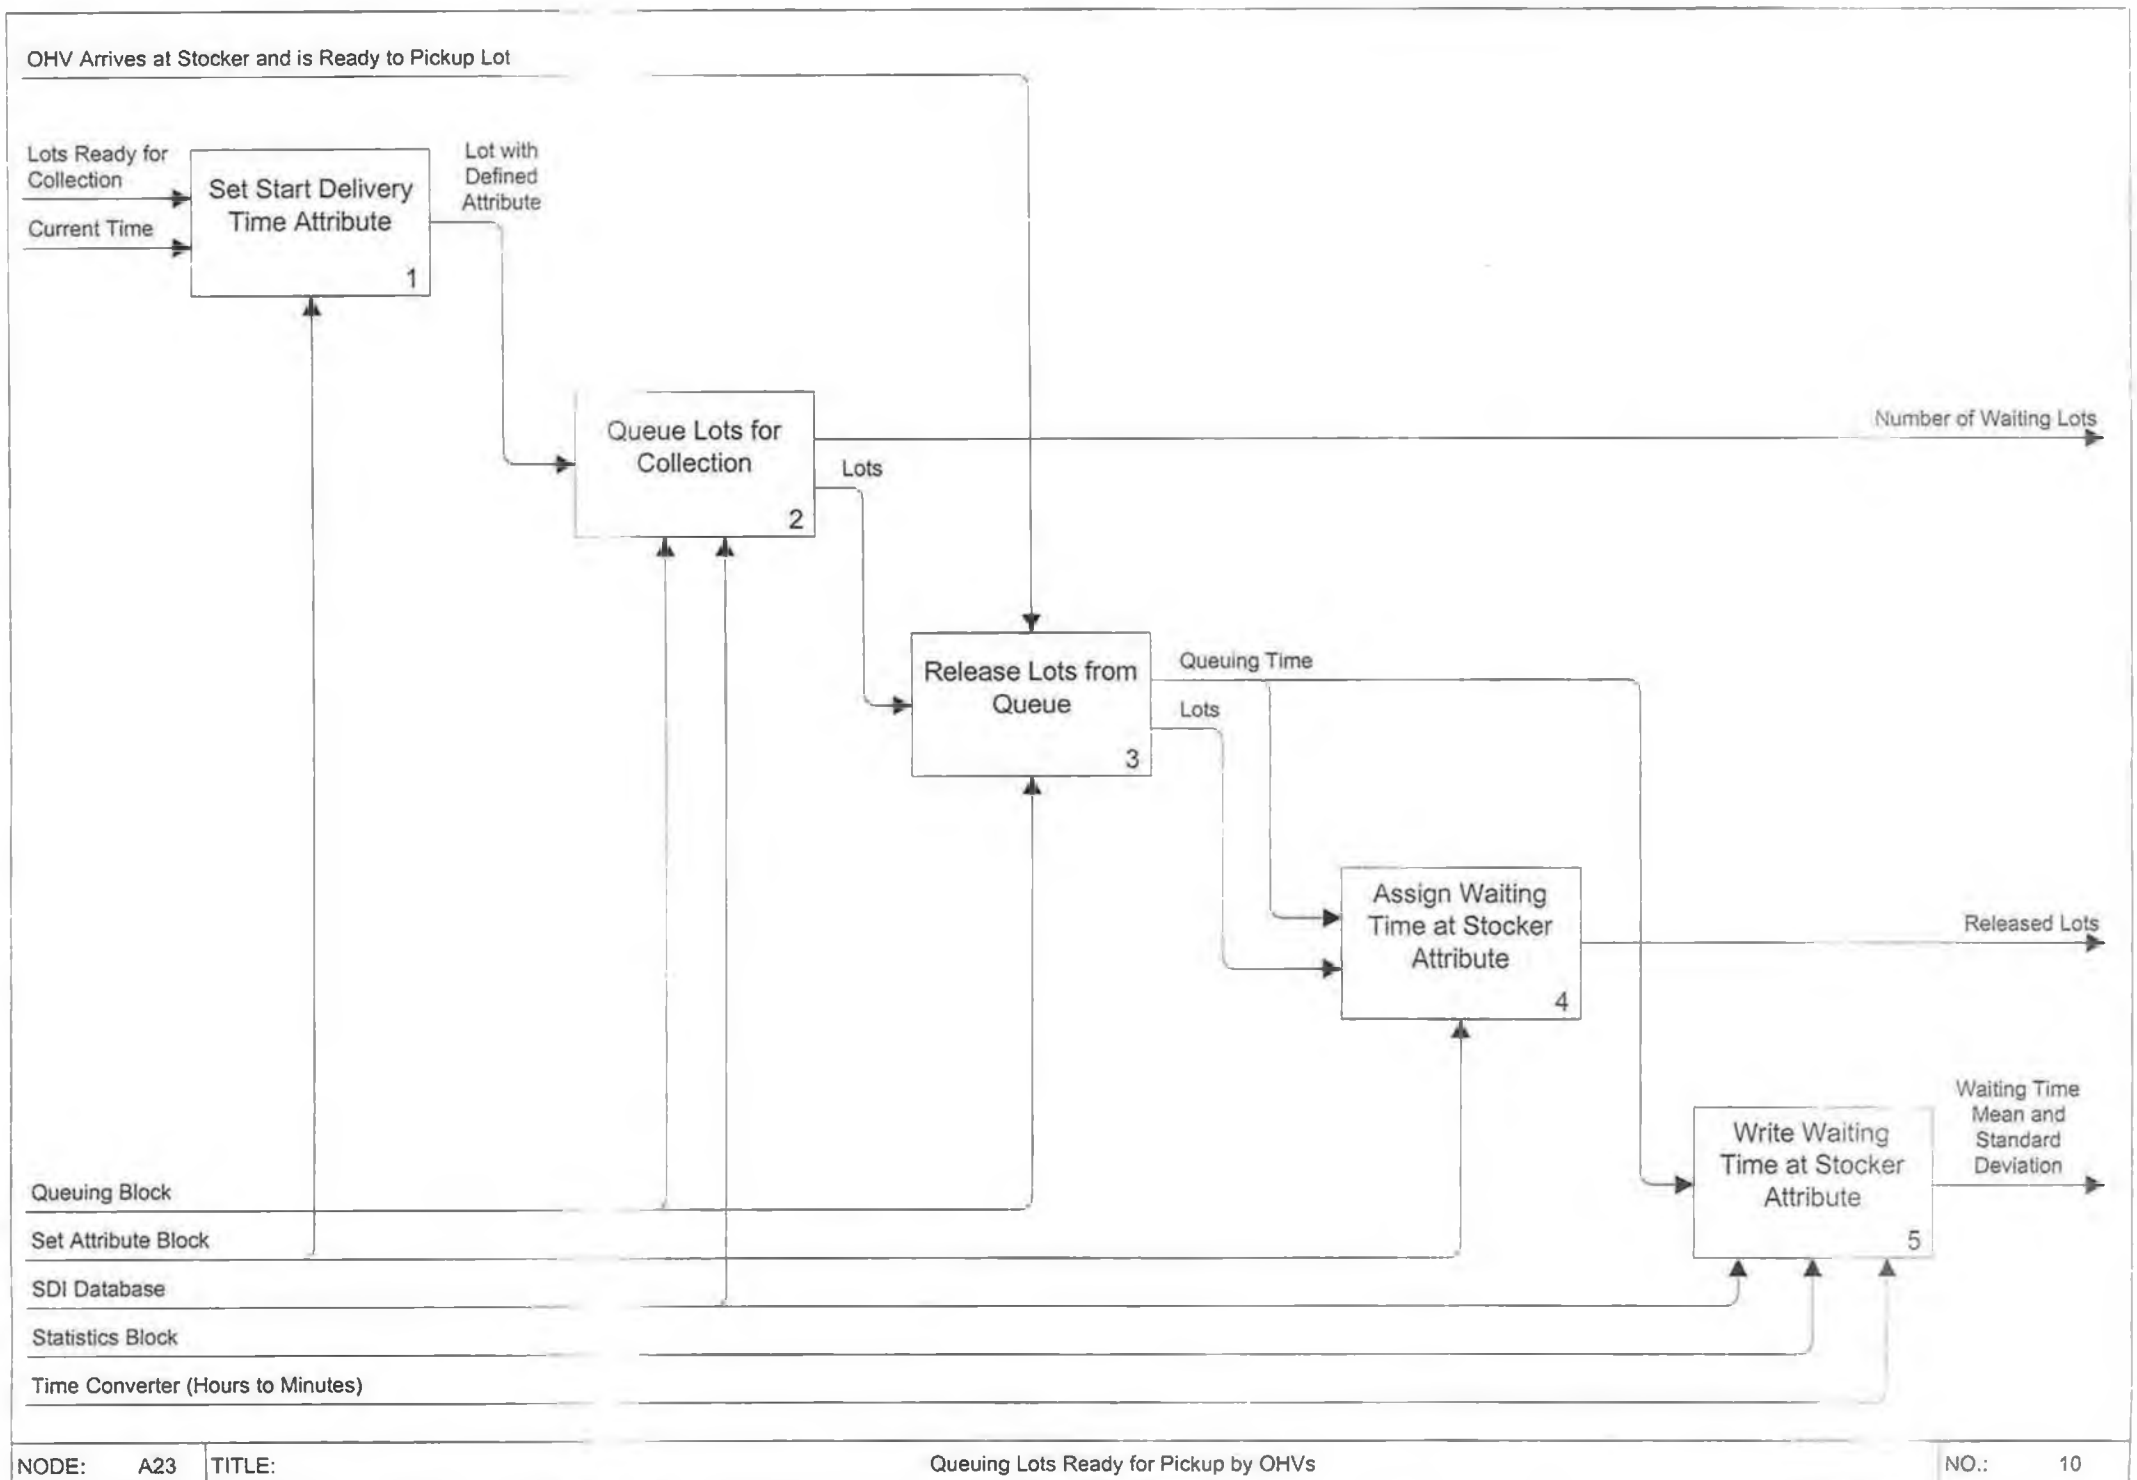 OHV Arrives at Stocker and is Ready to Pickup Lot
Lots Ready for
Collection
Current Time
Set Start Delivery
Time Attribute
1
Lot with
Defined
Attribute
Queue Lots for
Collection
2
Number of Waiting Lots
Lots
Release Lots from
Queue
3
Queuing Time
Lots
Assign Waiting
Time at Stocker
Attribute
4
Released Lots
Write Waiting
Time at Stocker
Attribute
5
Waiting Time
Mean and
Standard
Deviation
Queuing Block
Set Attribute Block
SDI Database
Statistics Block
Time Converter (Hours to Minutes)
NODE: A23 TITLE: Queuing Lots Ready for Pickup by OHVs NO.: 10